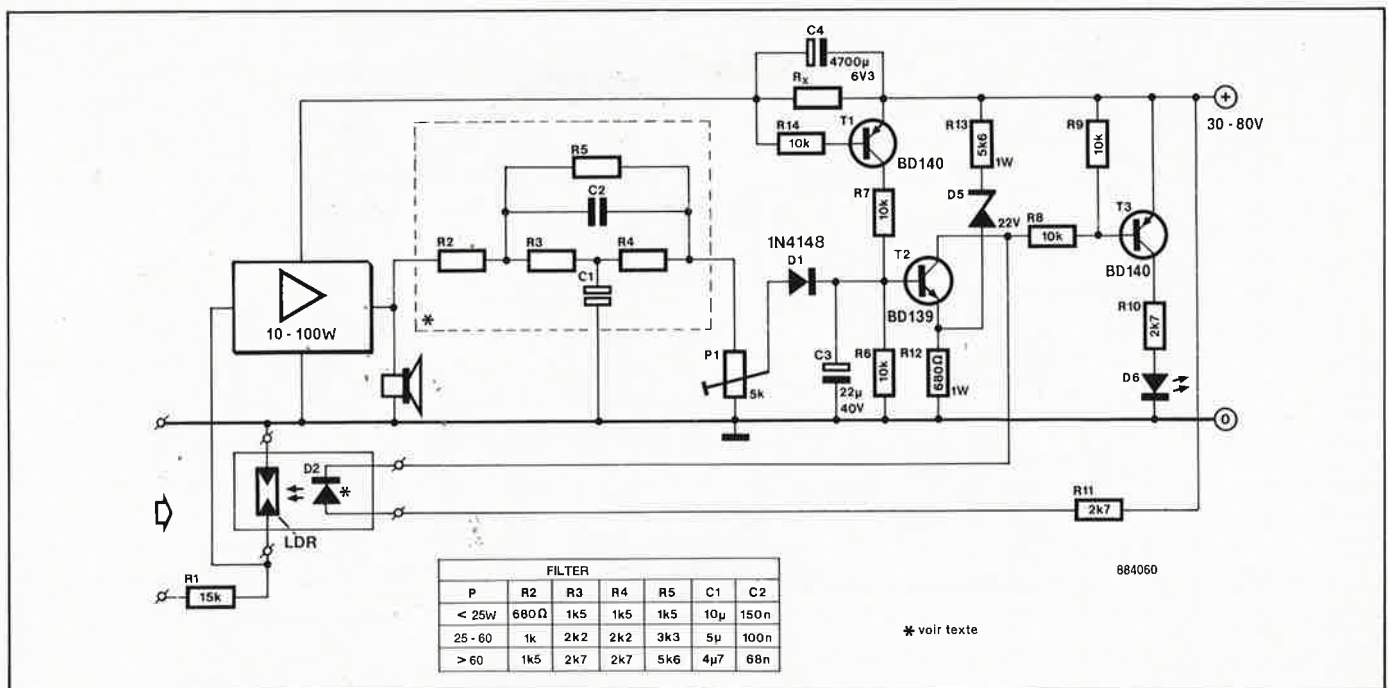 C4
4700µ
6V3
Rx
+
30 - 80V
R14
10k
T1
BD140
R13
5k6
1W
R9
10k
R5
C2
R7
10k
D5
22V
R8
10k
T3
BD140
R2
R3
R4
1N4148
D1
T2
BD139
C1
10 - 100W
*
R10
2k7
P1
5k
C3
22µ
40V
R6
10k
R12
680Ω
1W
D6
0
D2
*
LDR
R11
2k7
R1
15k
884060
FILTER
P R2 R3 R4 R5 C1 C2
< 25W 680Ω 1k5 1k5 1k5 10µ 150n
25 - 60 1k 2k2 2k2 3k3 5µ 100n
> 60 1k5 2k7 2k7 5k6 4µ7 68n
* voir texte